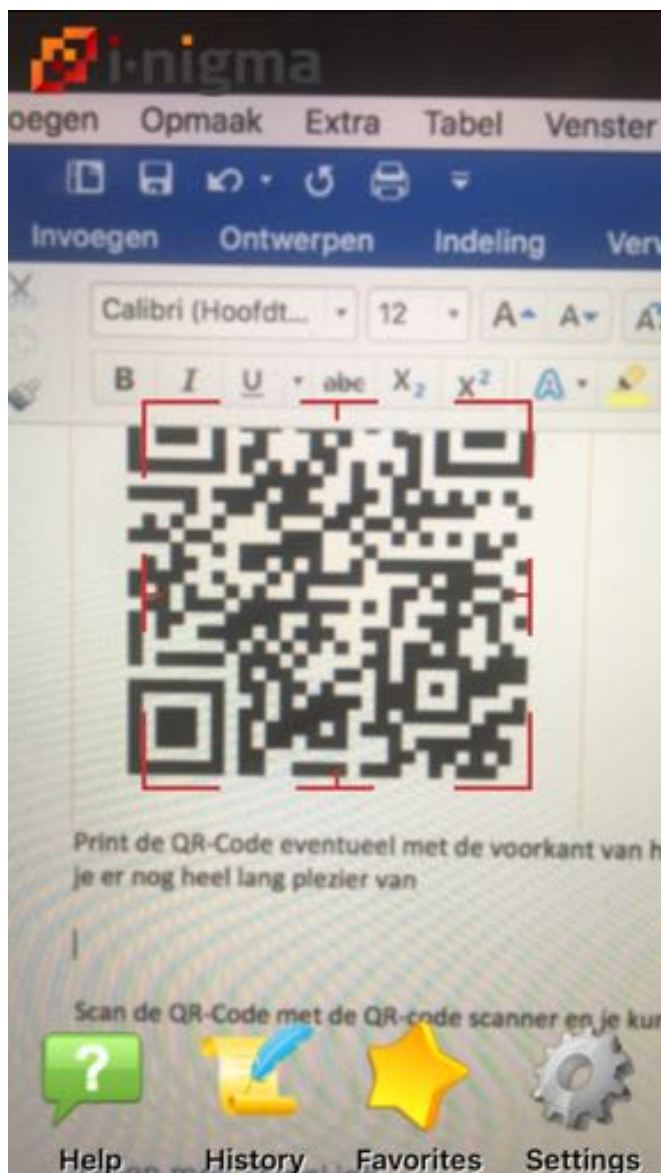 i-nigma
oegen Opmaak Extra Tabel Venster
Invoegen Ontwerpen Indeling Verv
Calibri (Hoofdt... 12 A A A
B I U abc X2 X² A
Print de QR-Code eventueel met de voorkant van h
je er nog heel lang plezier van
Scan de QR-Code met de QR-code scanner en je kun
?
Help History Favorites Settings